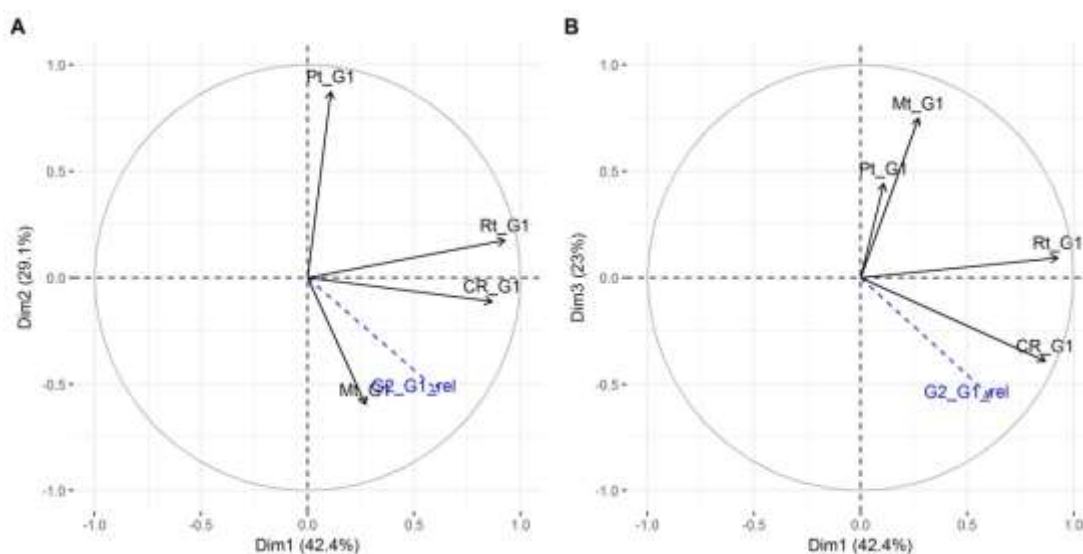 A
1.0
0.5
0.0
-0.5
-1.0
Dim2 (29.1%)
Pt_G1
Rt_G1
CR_G1
Mt_G1
G2_G1_rel
-1.0 -0.5 0.0 0.5 1.0
Dim1 (42.4%)
B
1.0
0.5
0.0
-0.5
-1.0
Dim3 (23%)
Mt_G1
Pt_G1
Rt_G1
CR_G1
G2_G1_rel
-1.0 -0.5 0.0 0.5 1.0
Dim1 (42.4%)